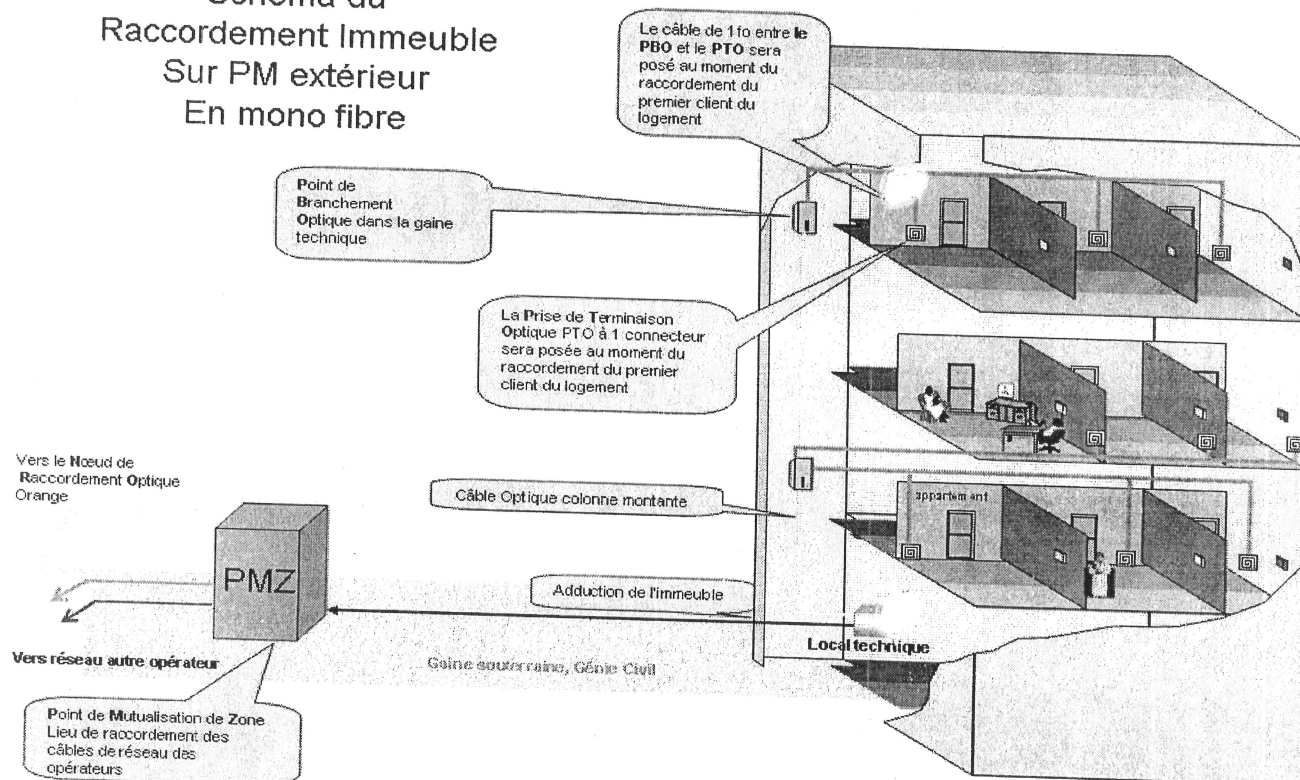 Schéma du
Raccordement Immeuble
Sur PM extérieur
En mono fibre
Le câble de 1fo entre le
PBO et le PTO sera
posé au moment du
raccordement du
premier client du
logement
Point de
Branchement
Optique dans la gaine
technique
La Prise de Terminaison
Optique PTO à 1 connecteur
sera posée au moment du
raccordement du premier
client du logement
Vers le Nœud de
Raccordement Optique
Orange
Câble Optique colonne montante
appartement
PMZ
Adduction de l'immeuble
Local technique
Vers réseau autre opérateur
Gaine souterraine, Génie Civil
Point de Mutualisation de Zone
Lieu de raccordement des
câbles de réseau des
opérateurs